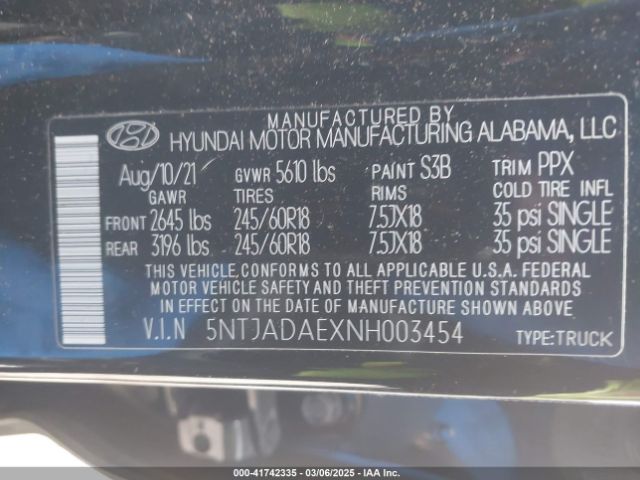 MANUFACTURED BY
HYUNDAI MOTOR MANUFACTURING ALABAMA, LLC
Aug/10/21 GVWR 5610 lbs PAINT S3B TRIM PPX
GAWR TIRES RIMS COLD TIRE INFL
FRONT 2645 lbs 245/60R18 7.5JX18 35 psi SINGLE
REAR 3196 lbs 245/60R18 7.5JX18 35 psi SINGLE
THIS VEHICLE CONFORMS TO ALL APPLICABLE U.S.A. FEDERAL
MOTOR VEHICLE SAFETY AND THEFT PREVENTION STANDARDS
IN EFFECT ON THE DATE OF MANUFACTURE SHOWN ABOVE
V.I.N 5NTJADAEXNH003454 TYPE:TRUCK
000-41742335 - 03/06/2025 - IAA Inc.